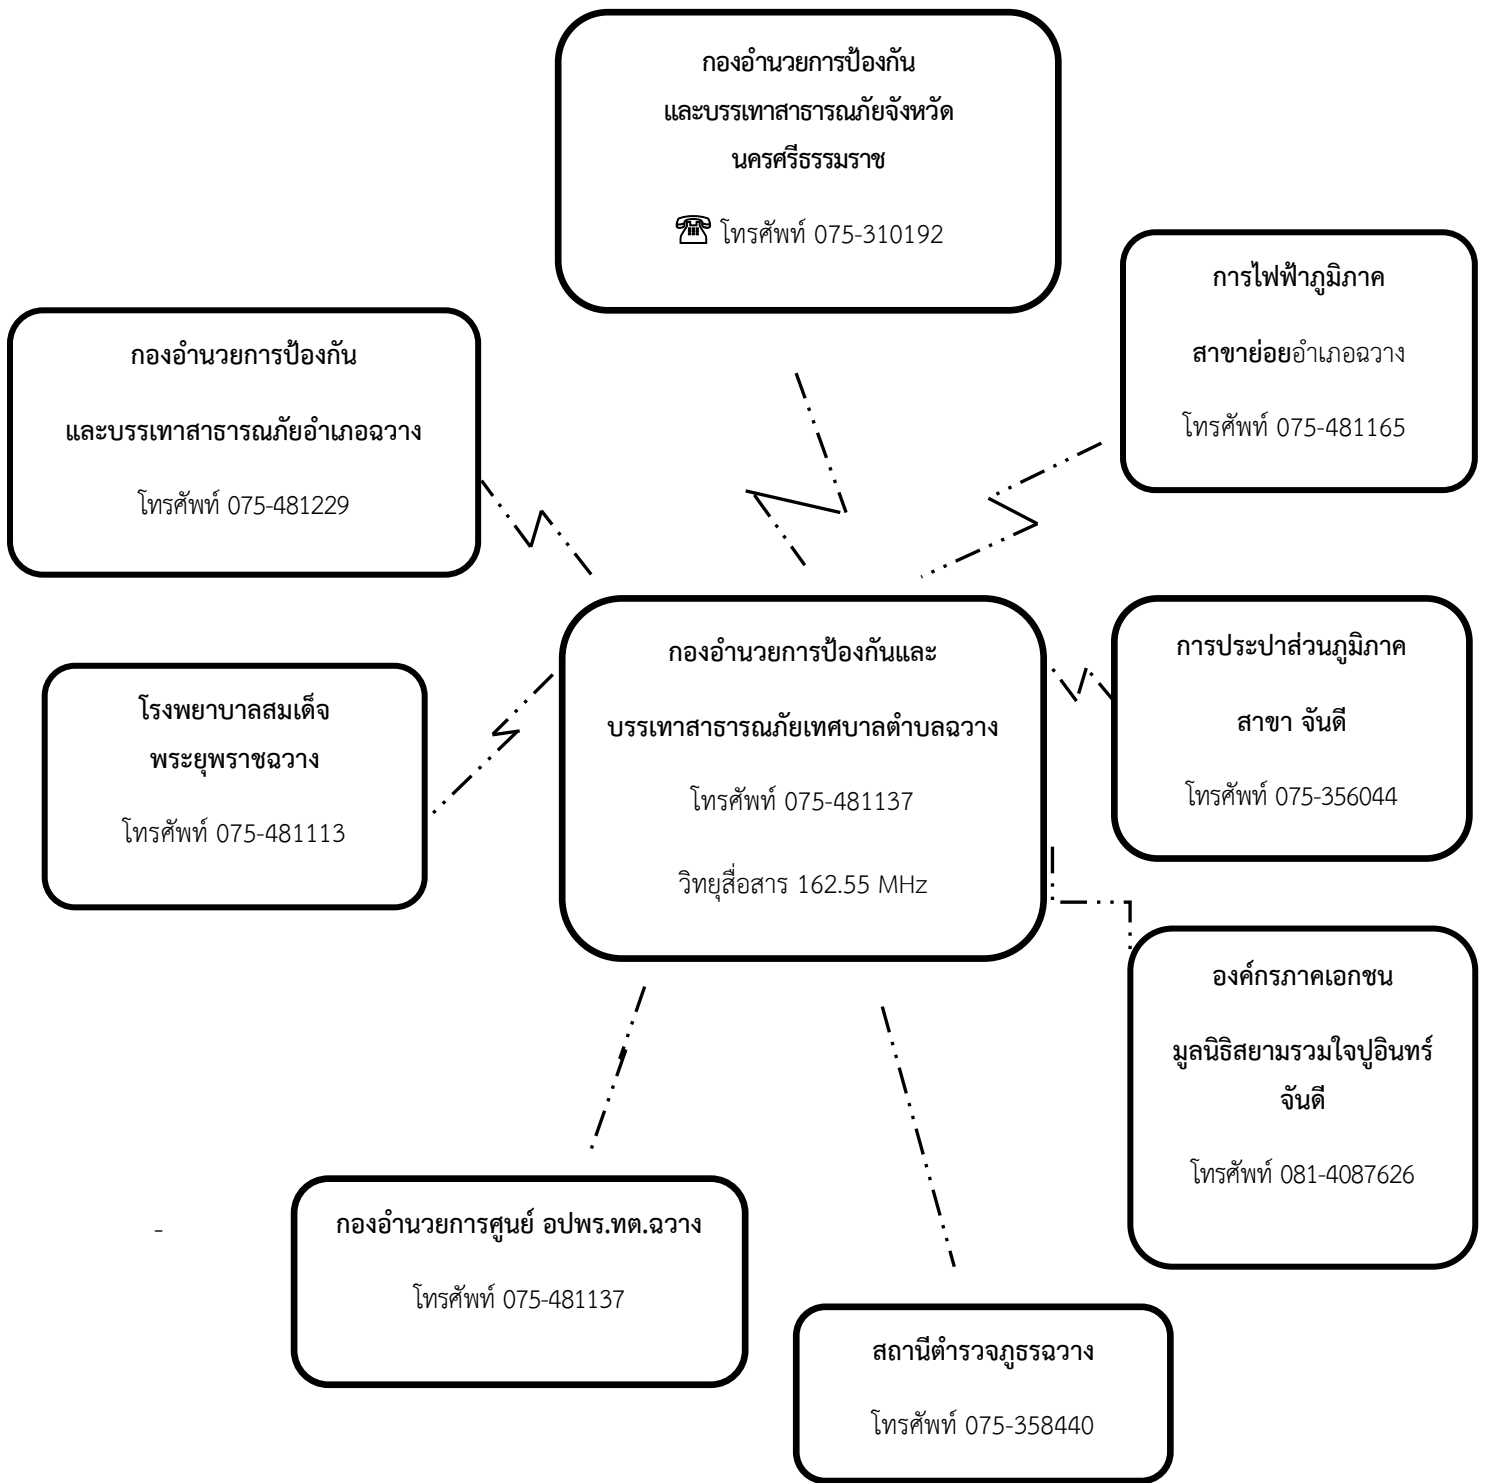 กองอำนวยการป้องกัน
และบรรเทาสาธารณภัยจังหวัด
นครศรีธรรมราช
☎ โทรศัพท์ 075-310192
การไฟฟ้าภูมิภาค
สาขาย่อยอำเภอฉวาง
โทรศัพท์ 075-481165
กองอำนวยการป้องกัน
และบรรเทาสาธารณภัยอำเภอฉวาง
โทรศัพท์ 075-481229
กองอำนวยการป้องกันและ
บรรเทาสาธารณภัยเทศบาลตำบลฉวาง
โทรศัพท์ 075-481137
วิทยุสื่อสาร 162.55 MHz
การประปาส่วนภูมิภาค
สาขา จันดี
โทรศัพท์ 075-356044
โรงพยาบาลสมเด็จ
พระยุพราชฉวาง
โทรศัพท์ 075-481113
องค์กรภาคเอกชน
มูลนิธิสยามรวมใจปู่อินทร์
จันดี
โทรศัพท์ 081-4087626
กองอำนวยการศูนย์ อปพร.ทต.ฉวาง
โทรศัพท์ 075-481137
-
สถานีตำรวจภูธรฉวาง
โทรศัพท์ 075-358440